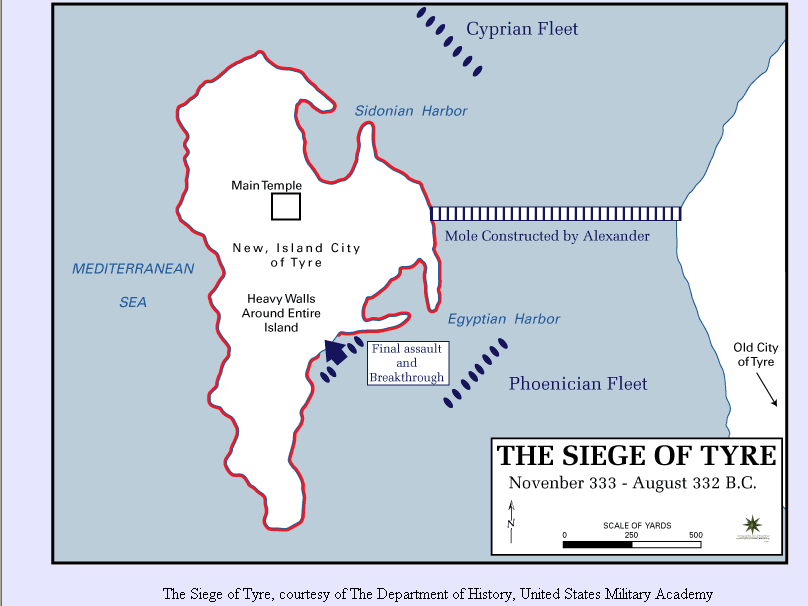 Cyprian Fleet
Sidonian Harbor
Main Temple
Mole Constructed by Alexander
New, Island City
of Tyre
MEDITERRANEAN
SEA
Heavy Walls
Around Entire
Island
Egyptian Harbor
Final assault
and
Breakthrough
Phoenician Fleet
Old City
of Tyre
THE SIEGE OF TYRE
Novenber 333 - August 332 B.C.
N
SCALE OF YARDS
0 250 500
The Siege of Tyre, courtesy of The Department of History, United States Military Academy